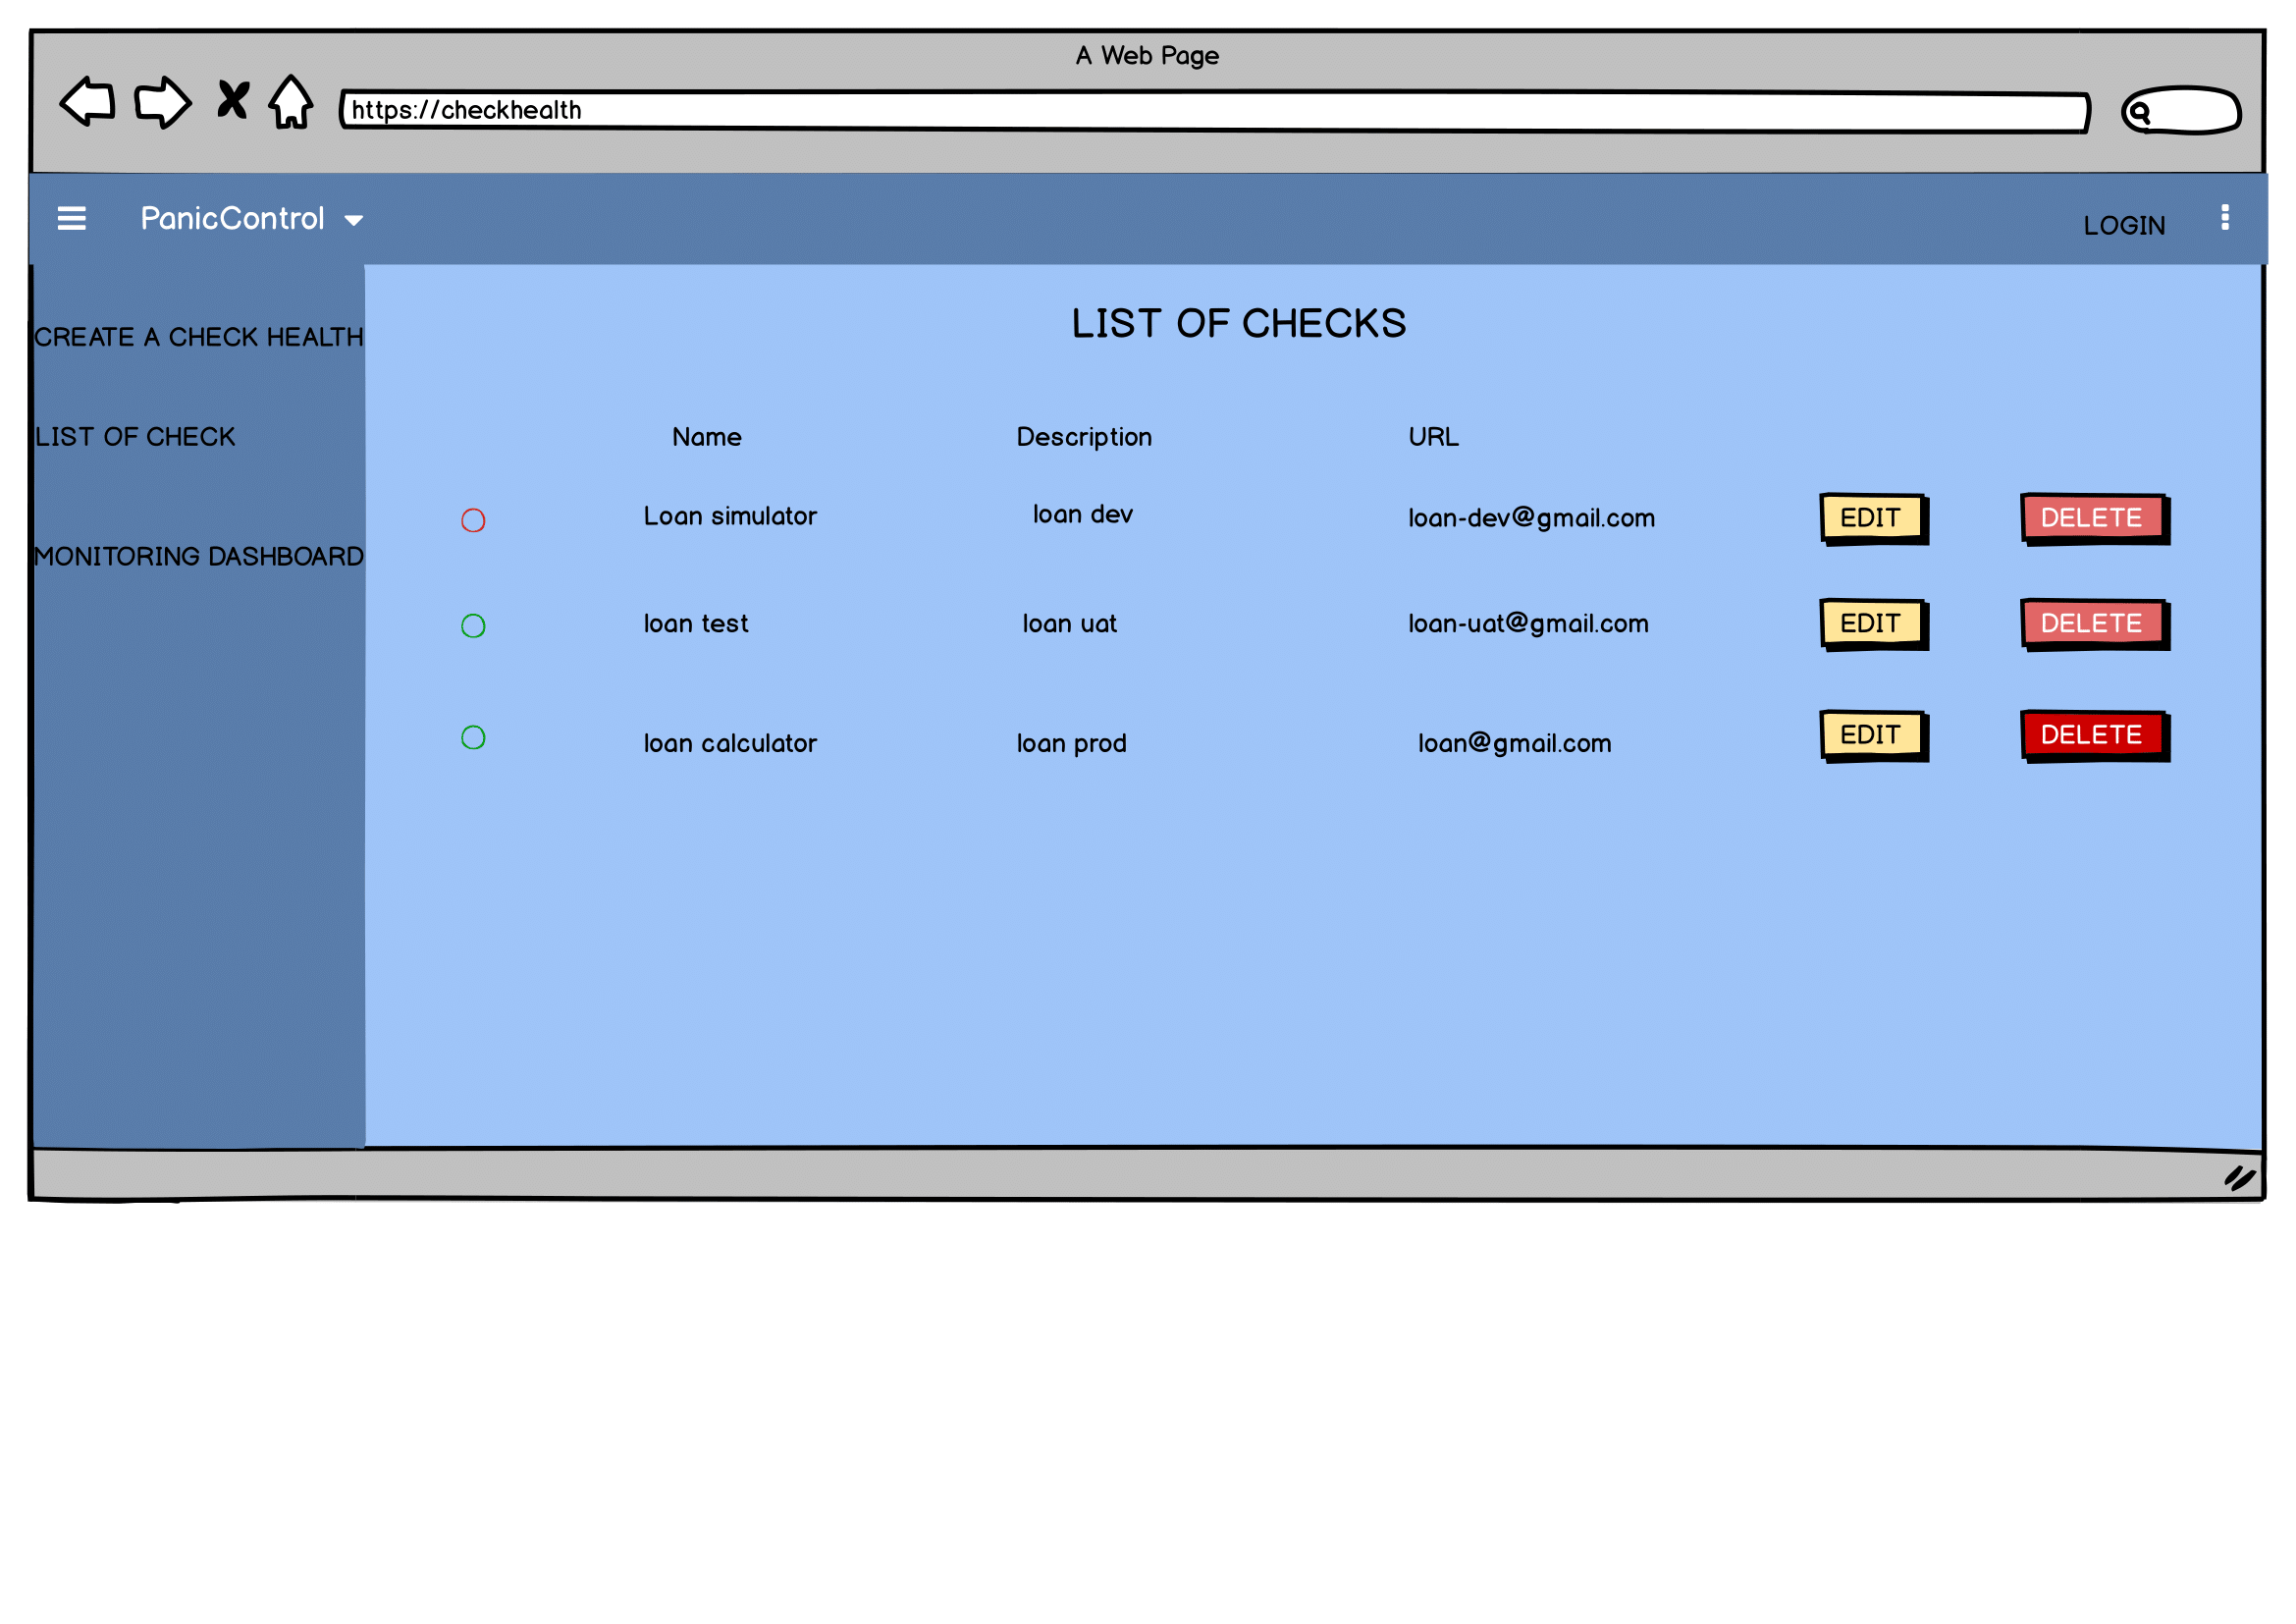 A Web Page
https://checkhealth
PanicControl
LOGIN
LIST OF CHECKS
CREATE A CHECK HEALTH
LIST OF CHECK
MONITORING DASHBOARD
Name Description URL
Loan simulator loan dev loan-dev@gmail.com EDIT DELETE
loan test loan uat loan-uat@gmail.com EDIT DELETE
loan calculator loan prod loan@gmail.com EDIT DELETE